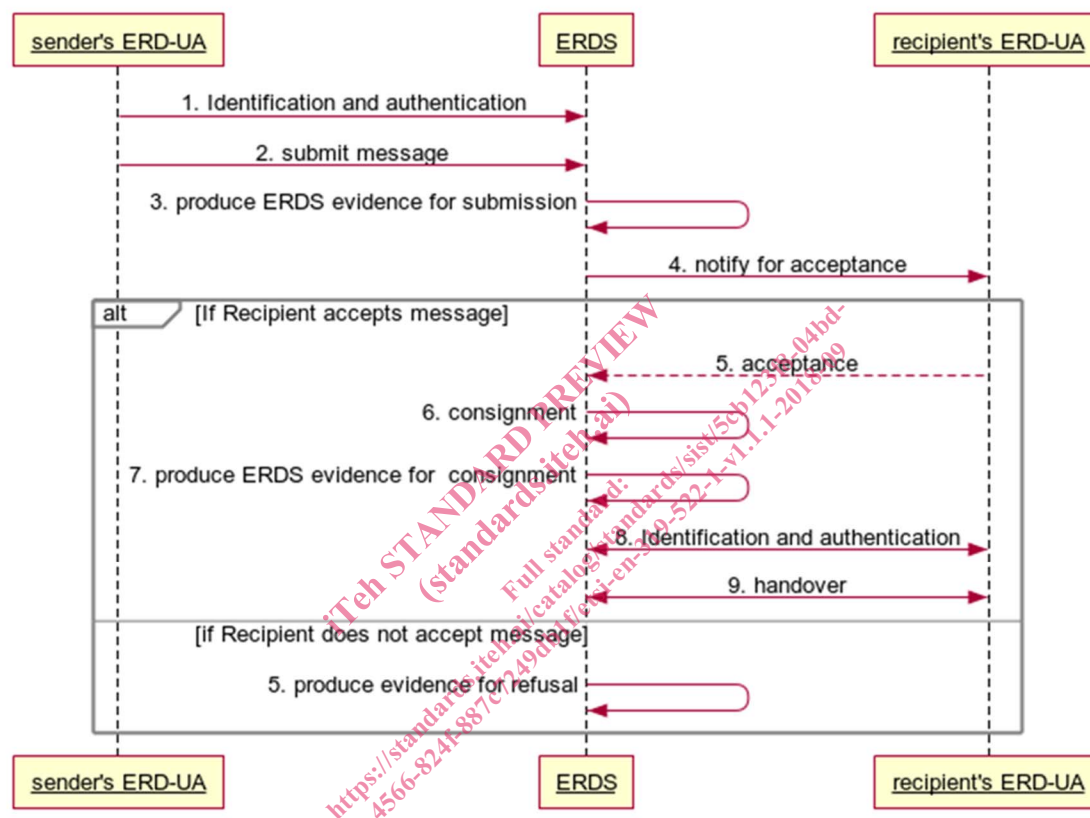 sender's ERD-UA
ERDS
recipient's ERD-UA
1. Identification and authentication
2. submit message
3. produce ERDS evidence for submission
4. notify for acceptance
alt
[If Recipient accepts message]
5. acceptance
6. consignment
7. produce ERDS evidence for  consignment
8. Identification and authentication
9. handover
[if Recipient does not accept message]
5. produce evidence for refusal
sender's ERD-UA
ERDS
recipient's ERD-UA
iTeh STANDARD PREVIEW
(standards.iteh.ai)
Full standard: